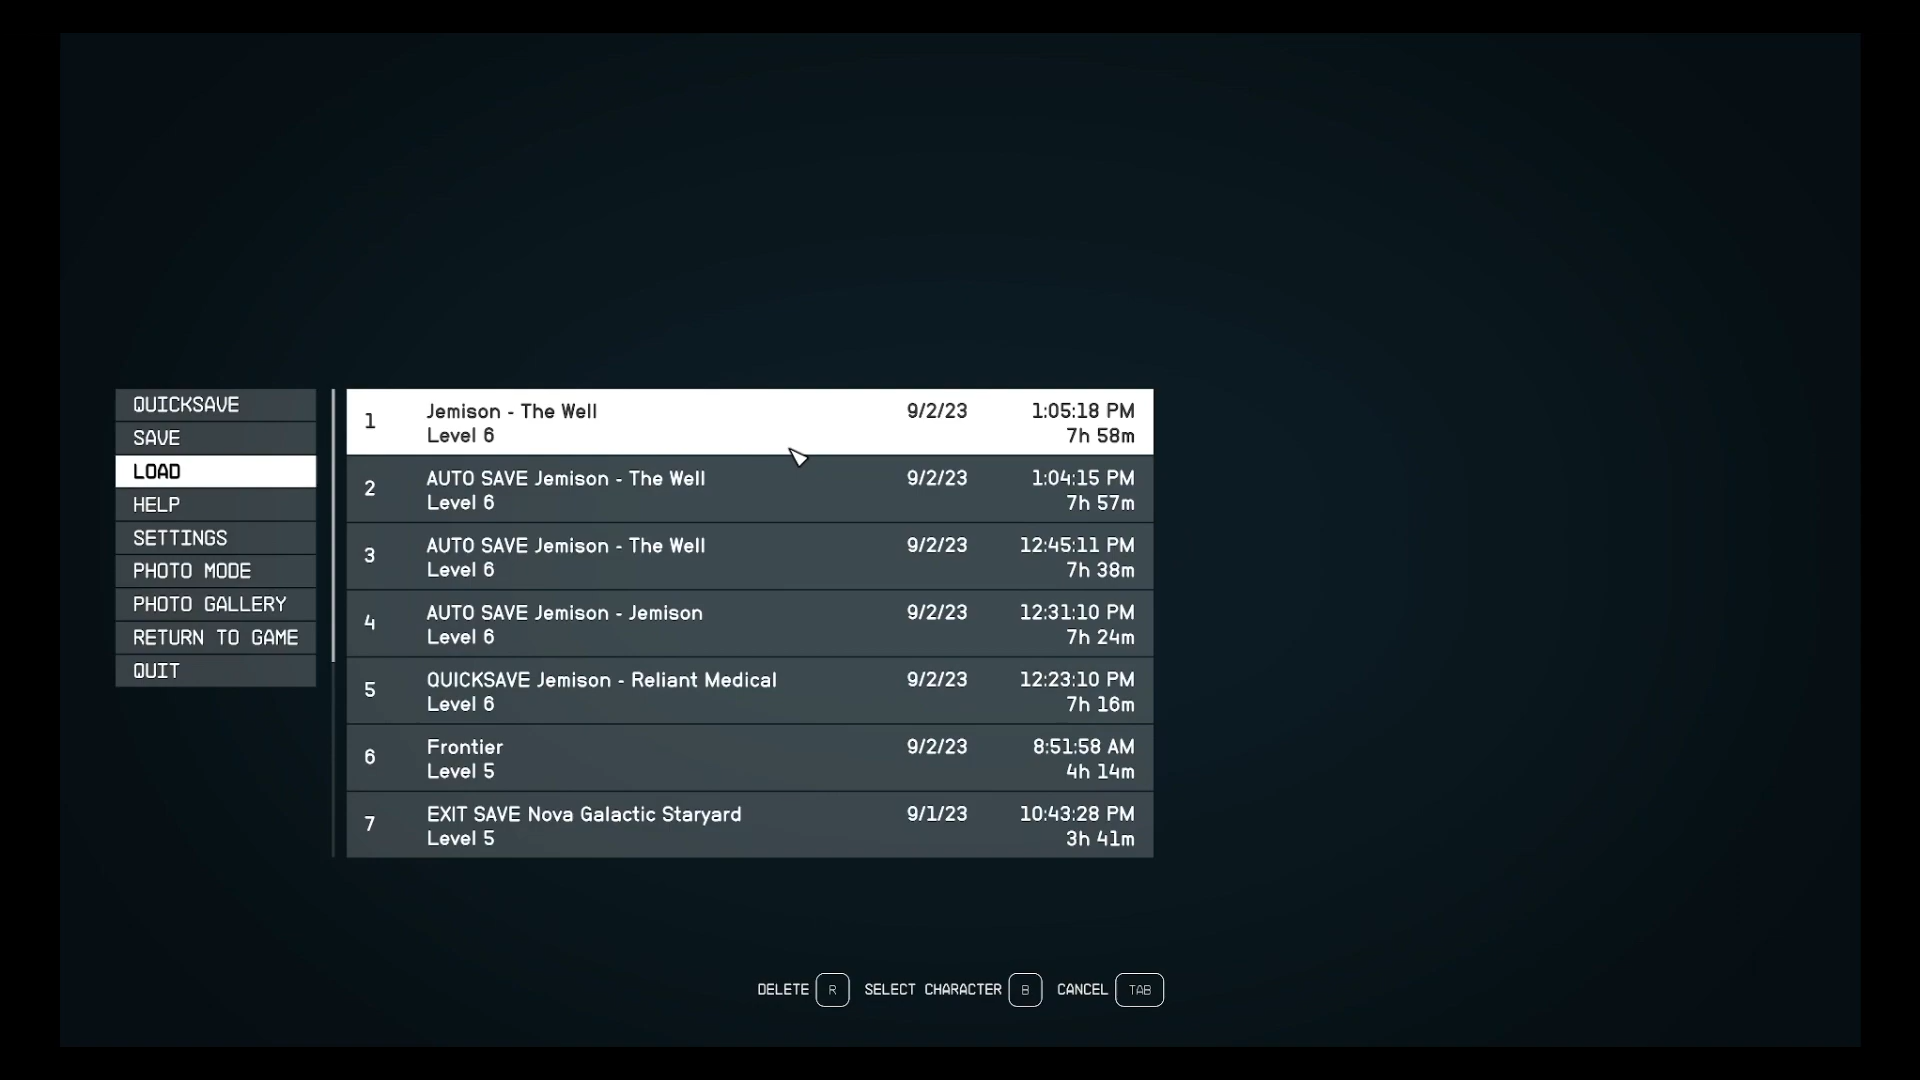 QUICKSAVE
SAVE
LOAD
HELP
SETTINGS
PHOTO MODE
PHOTO GALLERY
RETURN TO GAME
QUIT
1 Jemison - The Well 9/2/23 1:05:18 PM
Level 6 7h 58m
2 AUTO SAVE Jemison - The Well 9/2/23 1:04:15 PM
Level 6 7h 57m
3 AUTO SAVE Jemison - The Well 9/2/23 12:45:11 PM
Level 6 7h 38m
4 AUTO SAVE Jemison - Jemison 9/2/23 12:31:10 PM
Level 6 7h 24m
5 QUICKSAVE Jemison - Reliant Medical 9/2/23 12:23:10 PM
Level 6 7h 16m
6 Frontier 9/2/23 8:51:58 AM
Level 5 4h 14m
7 EXIT SAVE Nova Galactic Staryard 9/1/23 10:43:28 PM
Level 5 3h 41m
DELETE R SELECT CHARACTER B CANCEL TAB